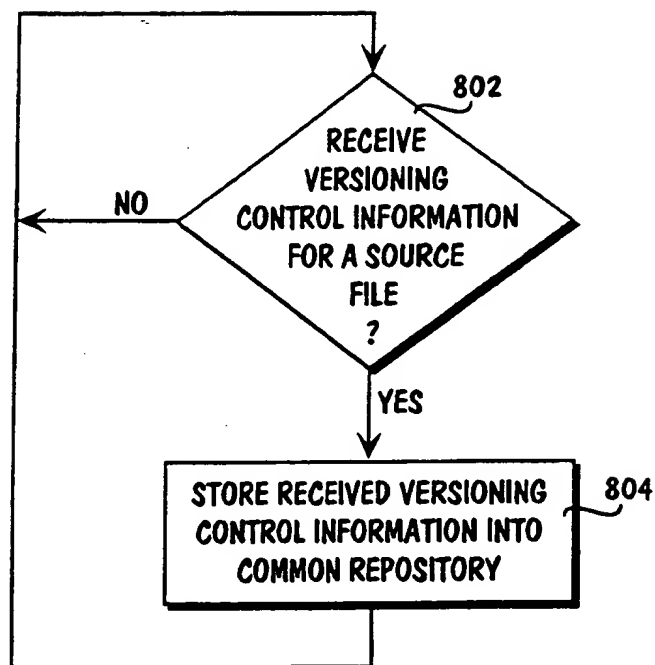 802
RECEIVE
VERSIONING
CONTROL INFORMATION
FOR A SOURCE
FILE
?
NO
YES
STORE RECEIVED VERSIONING
CONTROL INFORMATION INTO
COMMON REPOSITORY
804